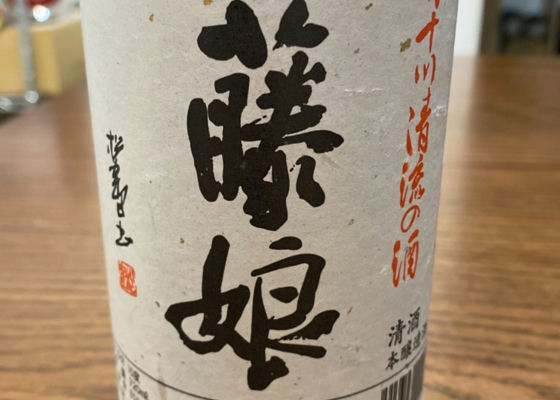 十川清流の酒
藤娘
清酒
本醸造